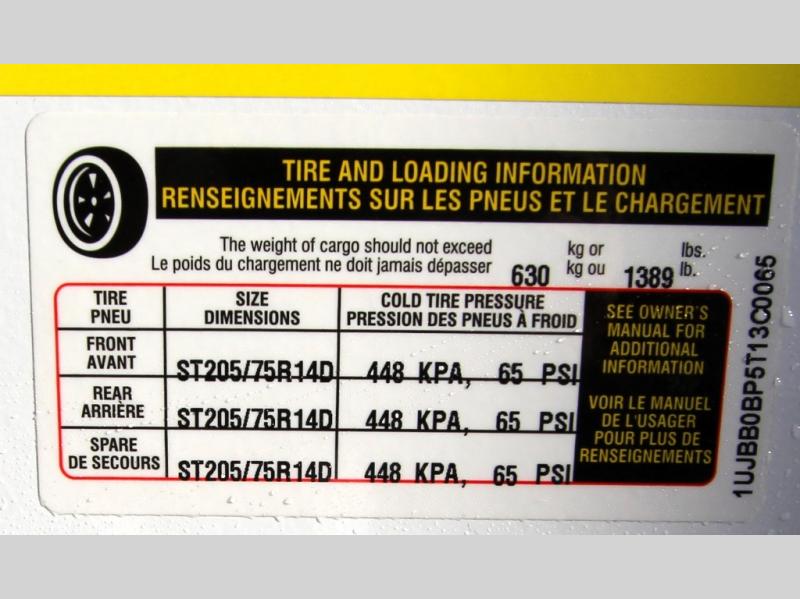 TIRE AND LOADING INFORMATION
RENSEIGNEMENTS SUR LES PNEUS ET LE CHARGEMENT
The weight of cargo should not exceed kg or lbs.
Le poids du chargement ne doit jamais dépasser 630 kg ou 1389 lb.
TIRE SIZE COLD TIRE PRESSURE
PNEU DIMENSIONS PRESSION DES PNEUS À FROID
FRONT
AVANT ST205/75R14D 448 KPA, 65 PSI
REAR
ARRIÈRE ST205/75R14D 448 KPA, 65 PSI
SPARE
DE SECOURS ST205/75R14D 448 KPA, 65 PSI
SEE OWNER'S
MANUAL FOR
ADDITIONAL
INFORMATION
VOIR LE MANUEL
DE L'USAGER
POUR PLUS DE
RENSEIGNEMENTS
1UJBB0BP5T13C0065